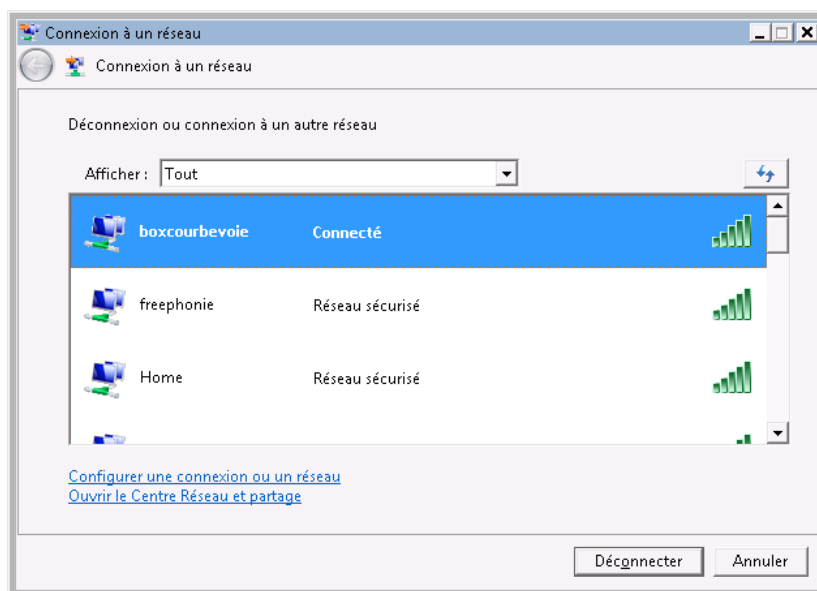 Connexion à un réseau
Connexion à un réseau
Déconnexion ou connexion à un autre réseau
Afficher : Tout
boxcourbevoie Connecté
freephonie Réseau sécurisé
Home Réseau sécurisé
Configurer une connexion ou un réseau
Ouvrir le Centre Réseau et partage
Déconnecter Annuler